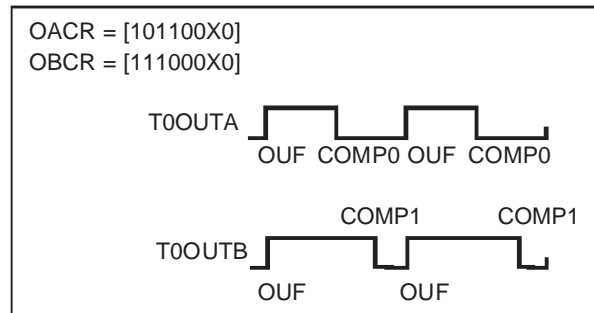 OACR = [101100X0]
OBCR = [111000X0]
T0OUTA
OUF COMP0 OUF COMP0
COMP1 COMP1
T0OUTB
OUF OUF